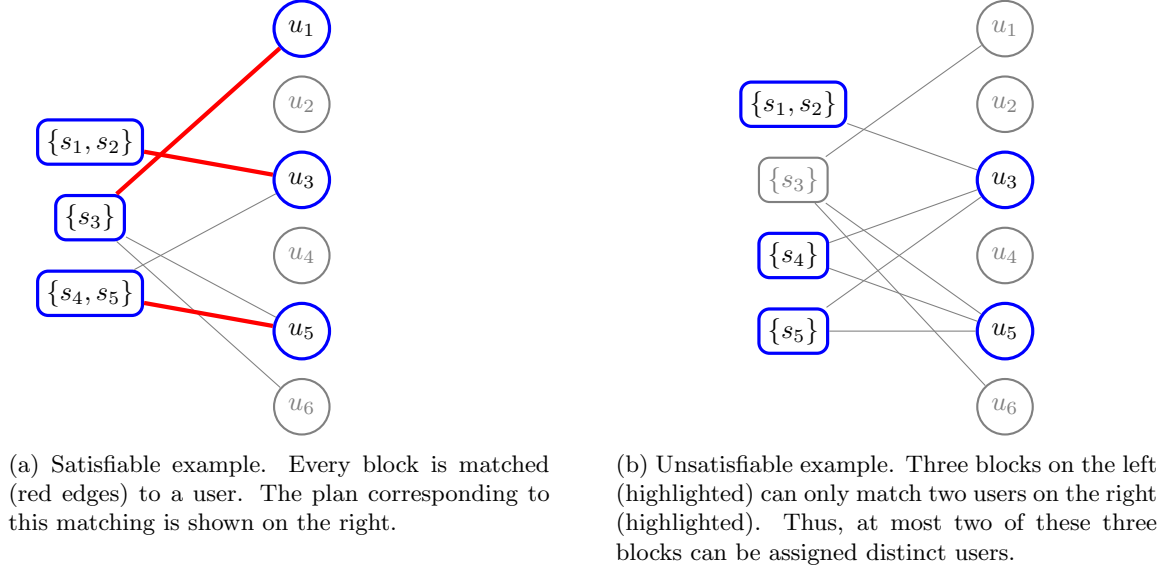 u1
u2
{s1, s2}
u3
{s3}
u4
{s4, s5}
u5
u6
(a) Satisfiable example. Every block is matched
(red edges) to a user. The plan corresponding to
this matching is shown on the right.
u1
{s1, s2}
u2
{s3}
u3
{s4}
u4
{s5}
u5
u6
(b) Unsatisfiable example. Three blocks on the left
(highlighted) can only match two users on the right
(highlighted). Thus, at most two of these three
blocks can be assigned distinct users.